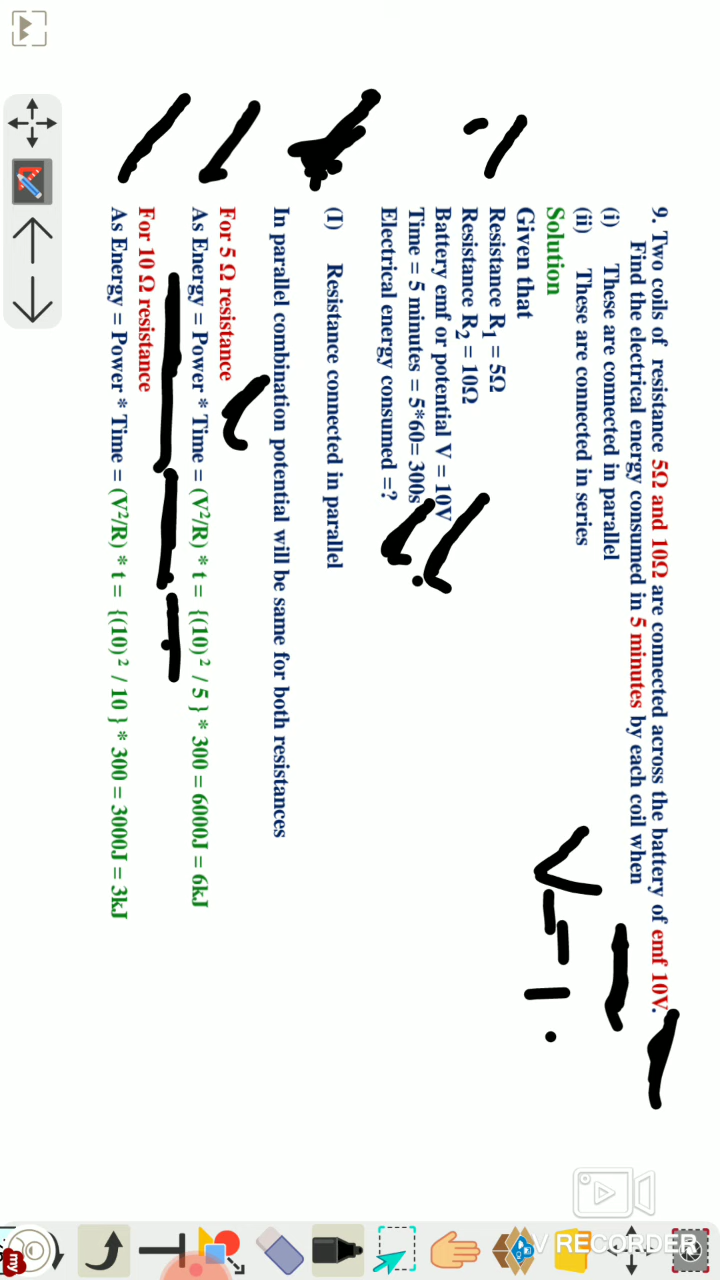 9. Two coils of resistance 5Ω and 10Ω are connected across the battery of emf 10V.
Find the electrical energy consumed in 5 minutes by each coil when
(i) These are connected in parallel
(ii) These are connected in series
Solution
Given that
Resistance R₁ = 5Ω
Resistance R₂ = 10Ω
Battery emf or potential V = 10V
Time = 5 minutes = 5*60= 300s
Electrical energy consumed =?
(I) Resistance connected in parallel
In parallel combination potential will be same for both resistances
For 5 Ω resistance
As Energy = Power * Time = (V²/R) * t = {(10)² / 5 } * 300 = 6000J = 6kJ
For 10 Ω resistance
As Energy = Power * Time = (V²/R) * t = {(10)² / 10 } * 300 = 3000J = 3kJ
V RECORDER
my